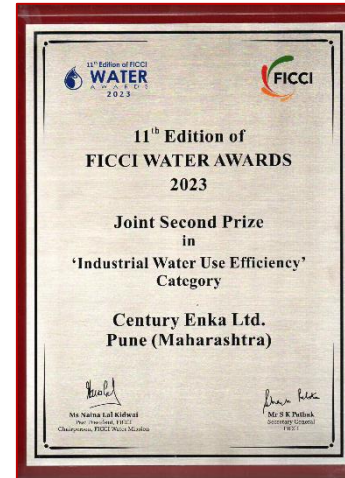 11th Edition of FICCI
WATER
AWARDS
2023
FICCI
11th Edition of
FICCI WATER AWARDS
2023
Joint Second Prize
in
‘Industrial Water Use Efficiency’
Category
Century Enka Ltd.
Pune (Maharashtra)
Ms Naina Lal Kidwai
Past President, FICCI
Chairperson, FICCI Water Mission
Mr S K Pathak
Secretary General
FICCI